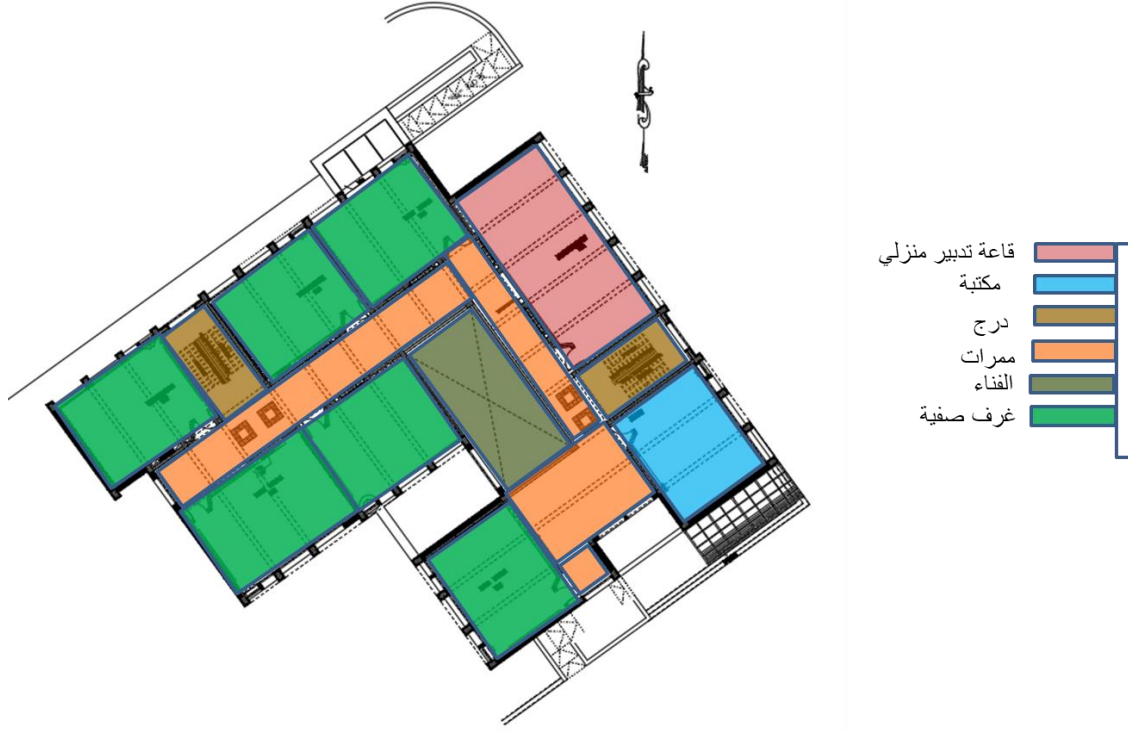 قاعة تدبير منزلي
مكتبة
درج
ممرات
الفناء
غرف صفية